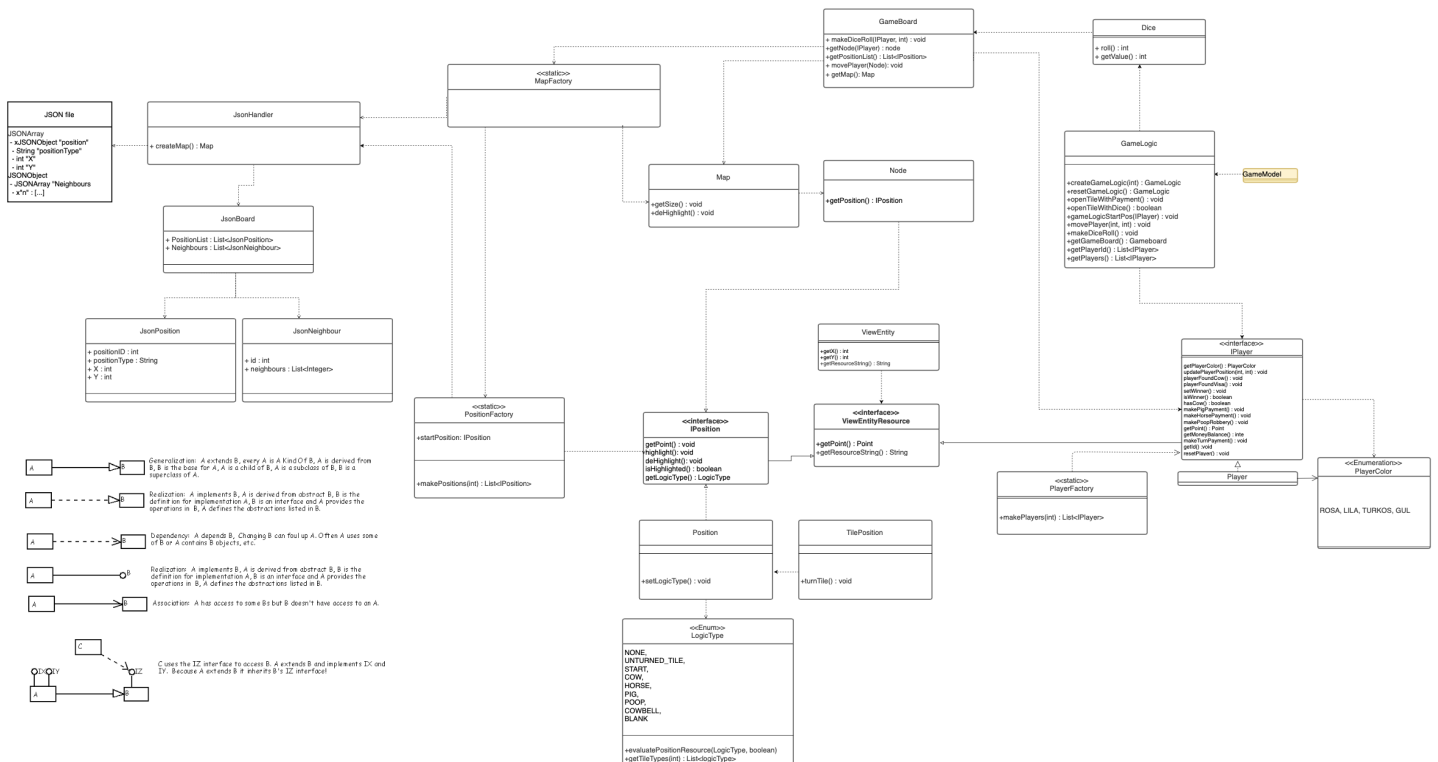 GameBoard
+ makeDiceRoll(IPlayer, int) : void
+getNode(IPlayer) : node
+getPositionList() : List<IPosition>
+ movePlayer(Node): void
+ getMap(): Map
Dice
+ roll() : int
+ getValue() : int
<<static>>
MapFactory
JSON file
JSONArray
- xJSONObject "position"
- String "positionType"
- int "X"
- int "Y"
JSONObject
- JSONArray "Neighbours
- x"n" : [...]
JsonHandler
+ createMap() : Map
GameLogic
+createGameLogic(int) : GameLogic
+resetGameLogic() : GameLogic
+openTileWithPayment() : void
+openTileWithDice() : boolean
+gameLogicStartPos(IPlayer) : void
+movePlayer(int, int) : void
+makeDiceRoll() : void
+getGameBoard() : Gameboard
+getPlayerId() : List<IPlayer>
+getPlayers() : List<IPlayer>
GameModel
Map
+getSize() : void
+deHighlight() : void
Node
+getPosition() : IPosition
JsonBoard
+ PositionList : List<JsonPosition>
+ Neighbours : List<JsonNeighbour>
JsonPosition
+ positionID : int
+ positionType : String
+ X : int
+ Y : int
JsonNeighbour
+ id : int
+ neighbours : List<Integer>
ViewEntity
+getX() : int
+getY() : int
+getResourceString() : String
<<interface>>
IPlayer
getPlayerColor() : PlayerColor
updatePlayerPosition(int, int) : void
playerFoundCow() : void
playerFoundVisa() : void
setWinner() : void
isWinner() : boolean
hasCow() : boolean
makePigPayment() : void
makeHorsePayment() : void
makePoopRobbery() : void
getPoint() : Point
getMoneyBalance() : inte
makeTurnPayment() : void
getId() :void
resetPlayer() : void
Player
<<static>>
PositionFactory
+startPosition: IPosition
+makePositions(int) : List<IPosition>
<<interface>>
IPosition
getPoint() : void
highlight(): void
deHighlight() : void
isHighlighted() : boolean
getLogicType() : LogicType
<<interface>>
ViewEntityResource
+getPoint() : Point
+getResourceString() : String
<<static>>
PlayerFactory
+makePlayers(int) : List<IPlayer>
<<Enumeration>>
PlayerColor
ROSA, LILA, TURKOS, GUL
Position
+setLogicType() : void
TilePosition
+turnTile() : void
<<Enum>>
LogicType
NONE,
UNTURNED_TILE,
START,
COW,
HORSE,
PIG,
POOP,
COWBELL,
BLANK
+evaluatePositionResource(LogicType, boolean)
+getTileTypes(int) : List<logicType>
A
B
Generalization: A extends B, every A is A Kind Of B, A is derived from
B, B is the base for A, A is a child of B, A is a subclass of B, B is a
superclass of A.
A
B
Realization: A implements B, A is derived from abstract B, B is the
definition for implementation A, B is an interface and A provides the
operations in B, A defines the abstractions listed in B.
A
B
Dependency: A depends B, Changing B can foul up A. Often A uses some
of B or A contains B objects, etc.
A
B
Realization: A implements B, A is derived from abstract B, B is the
definition for implementation A, B is an interface and A provides the
operations in B, A defines the abstractions listed in B.
A
B
Association: A has access to some Bs but B doesn't have access to an A.
C
IX
IY
IZ
A
B
C uses the IZ interface to access B. A extends B and implements IX and
IY. Because A extends B it inherits B's IZ interface!